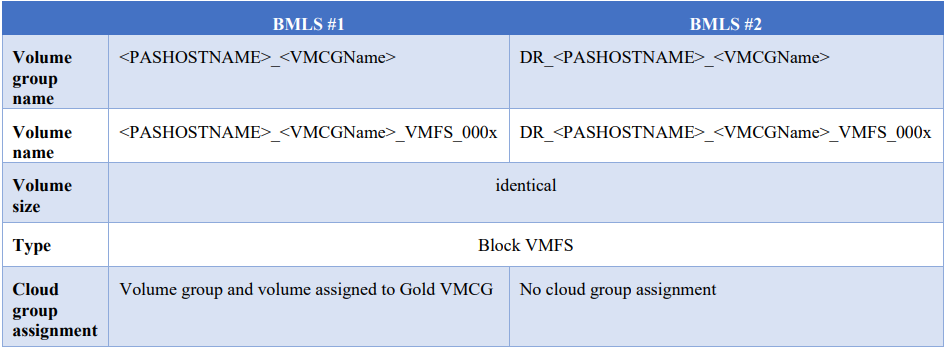 BMLS #1 BMLS #2
Volume group name <PASHOSTNAME>_<VMCGName> DR_<PASHOSTNAME>_<VMCGName>
Volume name <PASHOSTNAME>_<VMCGName>_VMFS_000x DR_<PASHOSTNAME>_<VMCGName>_VMFS_000x
Volume size identical
Type Block VMFS
Cloud group assignment Volume group and volume assigned to Gold VMCG No cloud group assignment